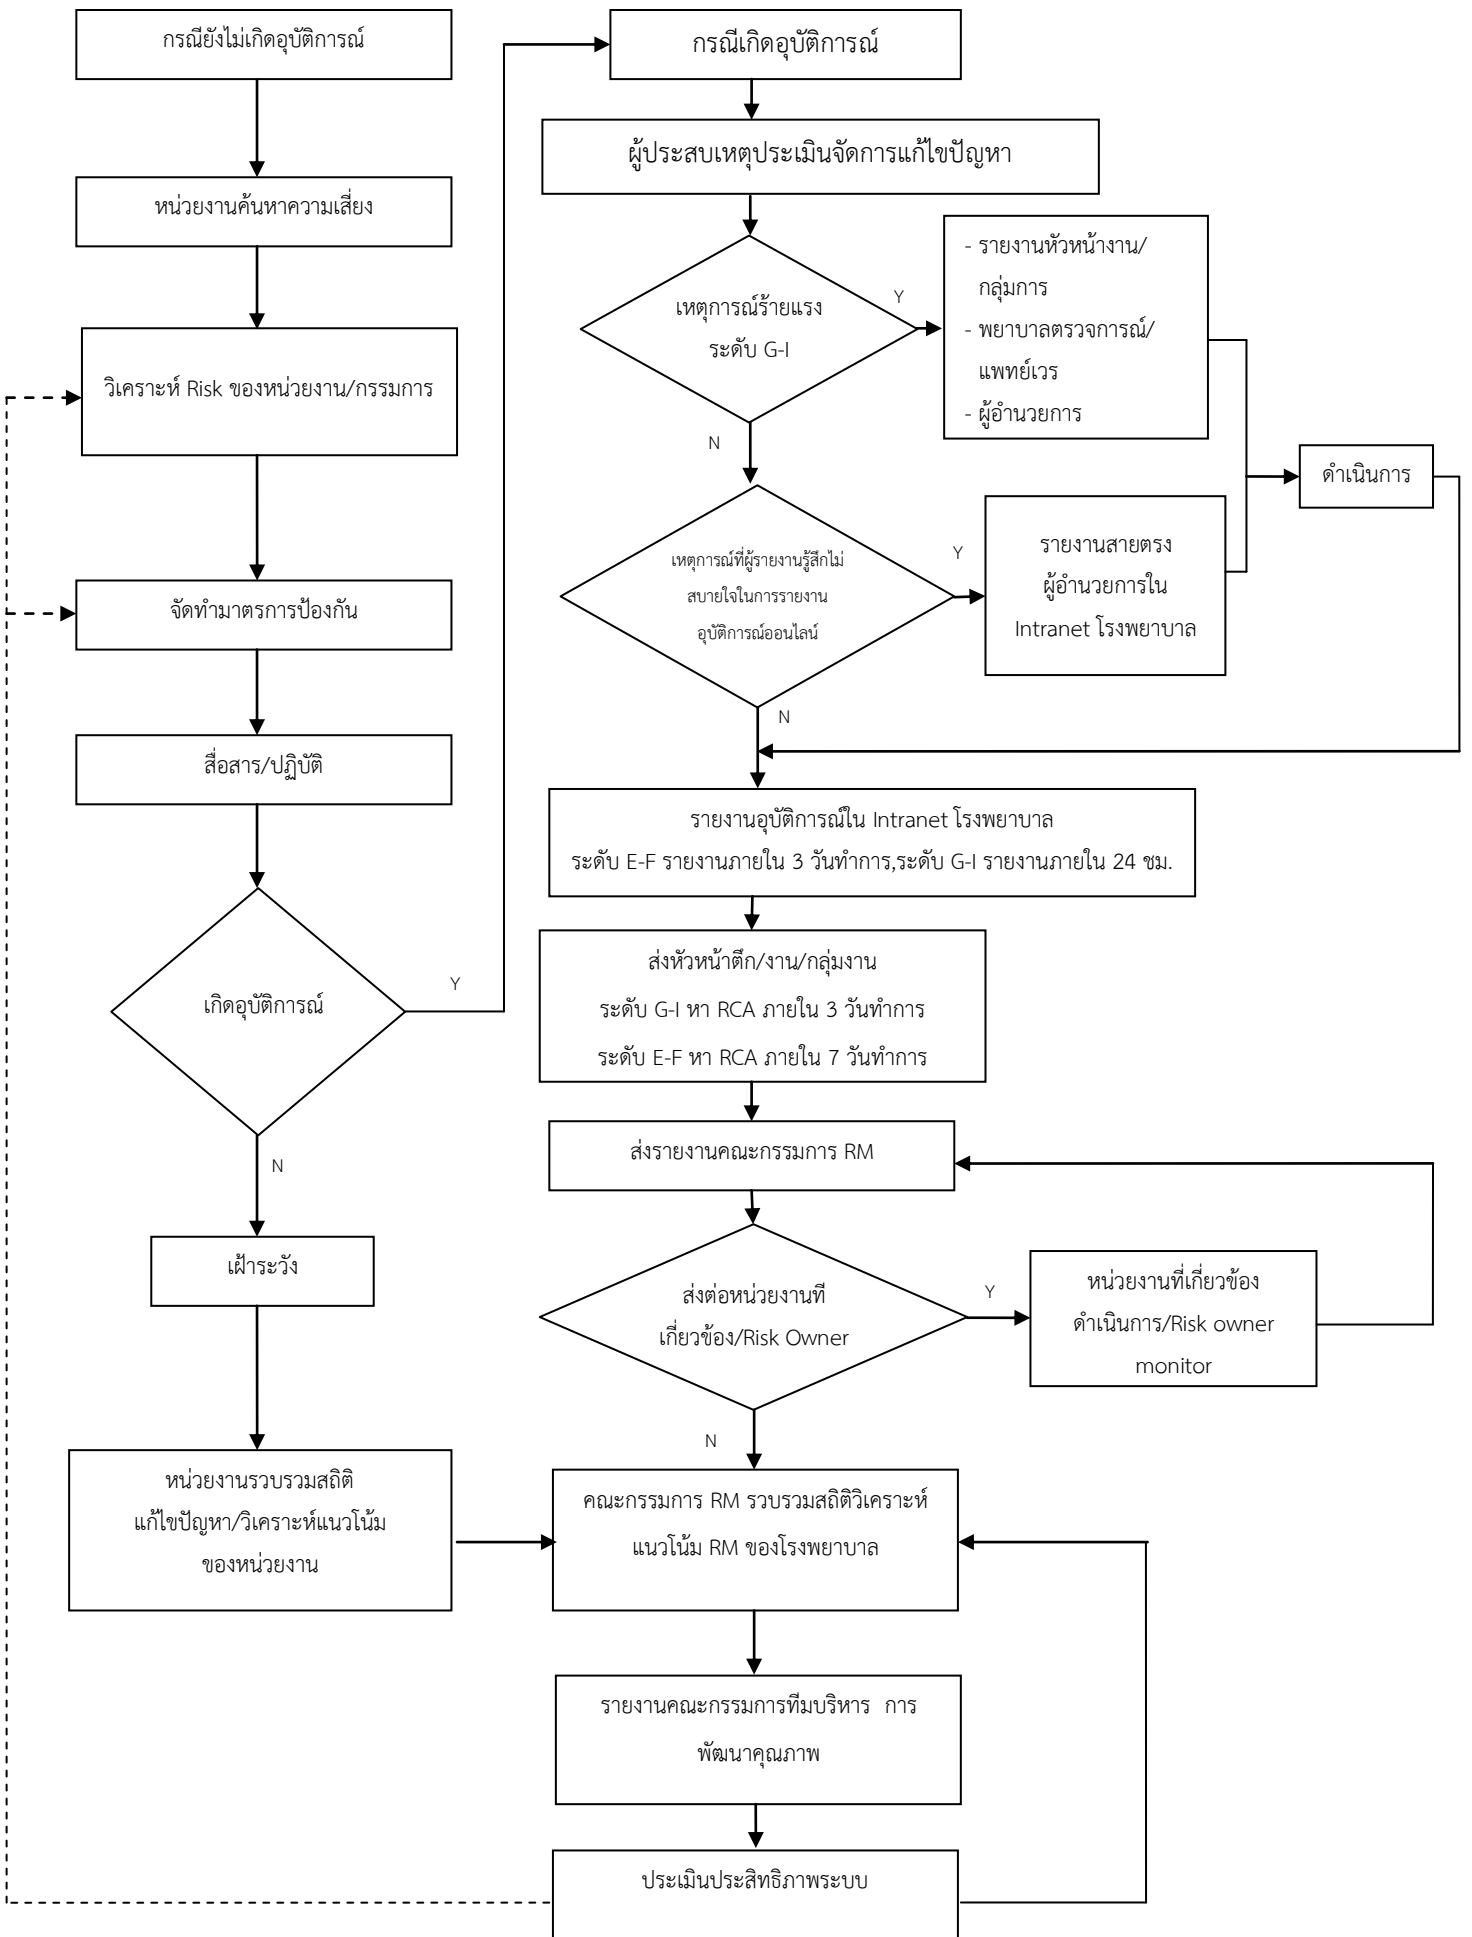 กรณียังไม่เกิดอุบัติการณ์
หน่วยงานค้นหาความเสี่ยง
วิเคราะห์ Risk ของหน่วยงาน/กรรมการ
จัดทำมาตรการป้องกัน
สื่อสาร/ปฏิบัติ
เกิดอุบัติการณ์
Y
N
เฝ้าระวัง
หน่วยงานรวบรวมสถิติ
แก้ไขปัญหา/วิเคราะห์แนวโน้ม
ของหน่วยงาน
กรณีเกิดอุบัติการณ์
ผู้ประสบเหตุประเมินจัดการแก้ไขปัญหา
เหตุการณ์ร้ายแรง
ระดับ G-I
Y
N
- รายงานหัวหน้างาน/
กลุ่มการ
- พยาบาลตรวจการณ์/
แพทย์เวร
- ผู้อำนวยการ
ดำเนินการ
เหตุการณ์ที่ผู้รายงานรู้สึกไม่
สบายใจในการรายงาน
อุบัติการณ์ออนไลน์
Y
N
รายงานสายตรง
ผู้อำนวยการใน
Intranet โรงพยาบาล
รายงานอุบัติการณ์ใน Intranet โรงพยาบาล
ระดับ E-F รายงานภายใน 3 วันทำการ,ระดับ G-I รายงานภายใน 24 ชม.
ส่งหัวหน้าตึก/งาน/กลุ่มงาน
ระดับ G-I หา RCA ภายใน 3 วันทำการ
ระดับ E-F หา RCA ภายใน 7 วันทำการ
ส่งรายงานคณะกรรมการ RM
ส่งต่อหน่วยงานที
เกี่ยวข้อง/Risk Owner
Y
N
หน่วยงานที่เกี่ยวข้อง
ดำเนินการ/Risk owner
monitor
คณะกรรมการ RM รวบรวมสถิติวิเคราะห์
แนวโน้ม RM ของโรงพยาบาล
รายงานคณะกรรมการทีมบริหาร การ
พัฒนาคุณภาพ
ประเมินประสิทธิภาพระบบ